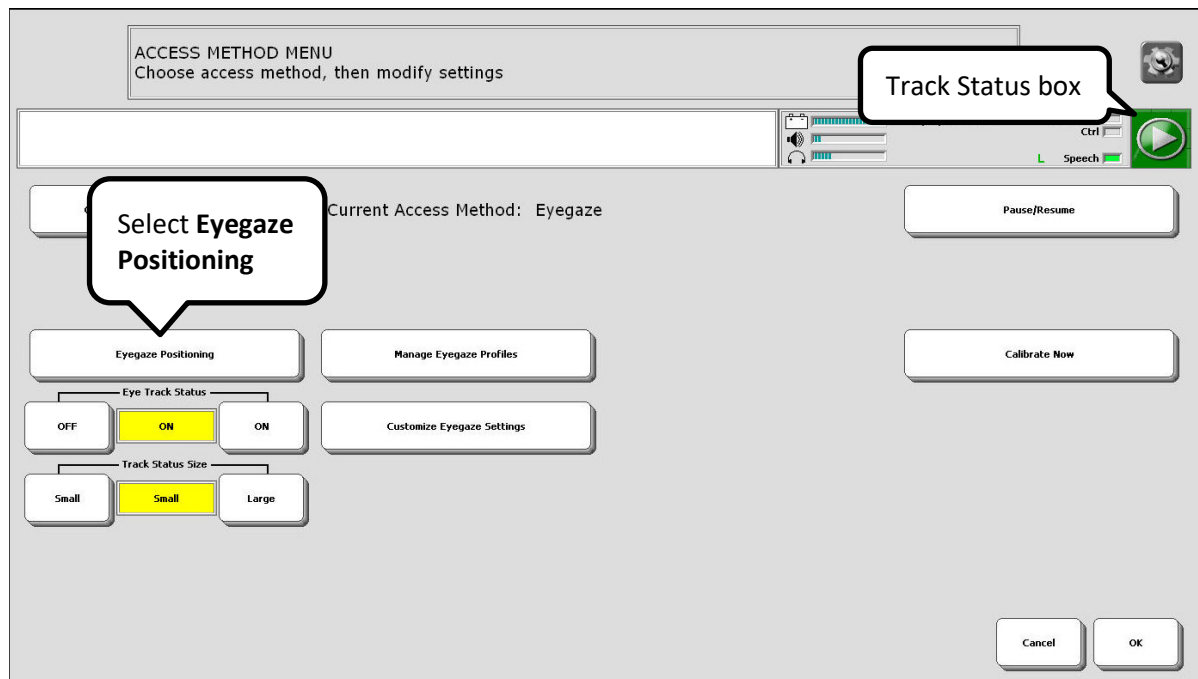 ACCESS METHOD MENU
Choose access method, then modify settings
Track Status box
Ctrl
L Speech
Select Eyegaze
Positioning
Current Access Method: Eyegaze
Pause/Resume
Eyegaze Positioning
Manage Eyegaze Profiles
Calibrate Now
Eye Track Status
OFF ON ON
Customize Eyegaze Settings
Track Status Size
Small Small Large
Cancel OK